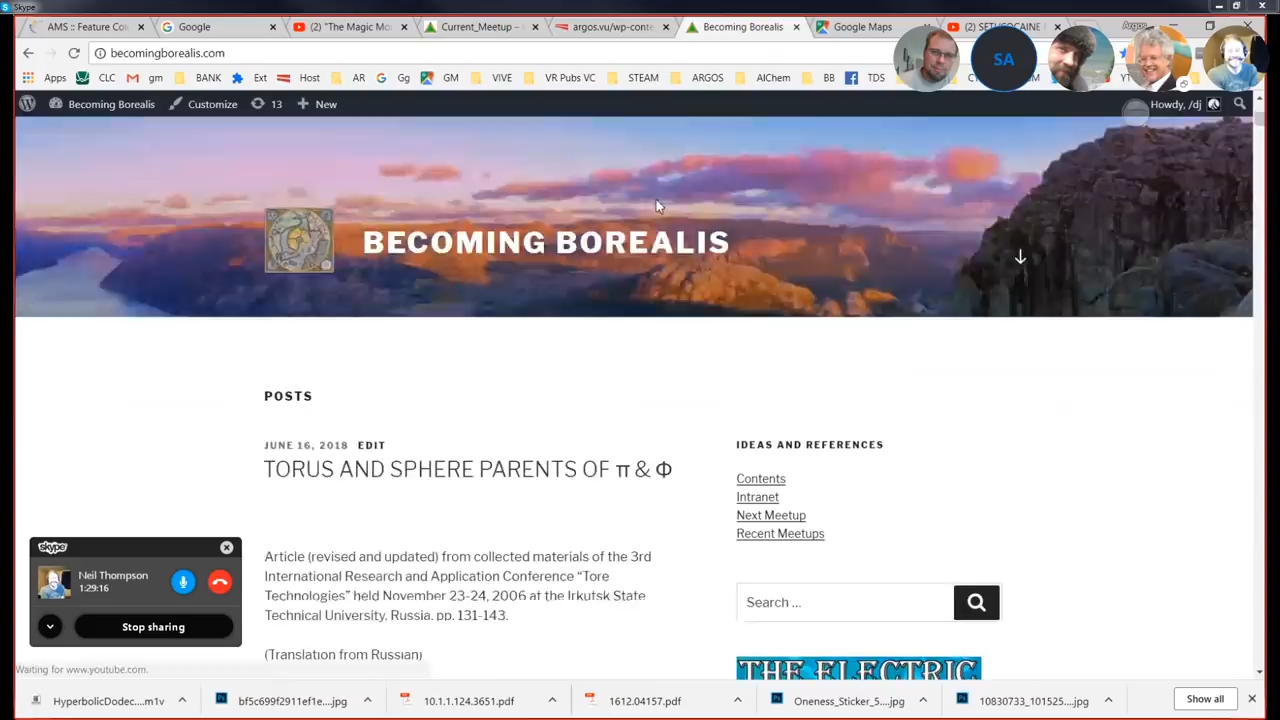 Skype
AMS :: Feature Co
Google
(2) "The Magic Mo
Current_Meetup –
argos.vu/wp-conte
Becoming Borealis
Google Maps
(2) SETI/COCAINE
Argos
becomingborealis.com
Apps CLC gm BANK Ext Host AR Gg GM VIVE VR Pubs VC STEAM ARGOS AIChem BB TDS
SA
Becoming Borealis Customize 13 New Howdy, /dj
BECOMING BOREALIS
POSTS
JUNE 16, 2018 EDIT
TORUS AND SPHERE PARENTS OF π & Φ
Article (revised and updated) from collected materials of the 3rd
International Research and Application Conference “Tore
Technologies” held November 23-24, 2006 at the Irkutsk State
Technical University, Russia, pp. 131-143.
(Translation from Russian)
IDEAS AND REFERENCES
Contents
Intranet
Next Meetup
Recent Meetups
Search ...
THE ELECTRIC
skype
Neil Thompson
1:29:16
Stop sharing
Waiting for www.youtube.com.
HyperbolicDodec....m1v
bf5c699f2911ef1e...jpg
10.1.1.124.3651.pdf
1612.04157.pdf
Oneness_Sticker_5....jpg
10830733_101525....jpg
Show all